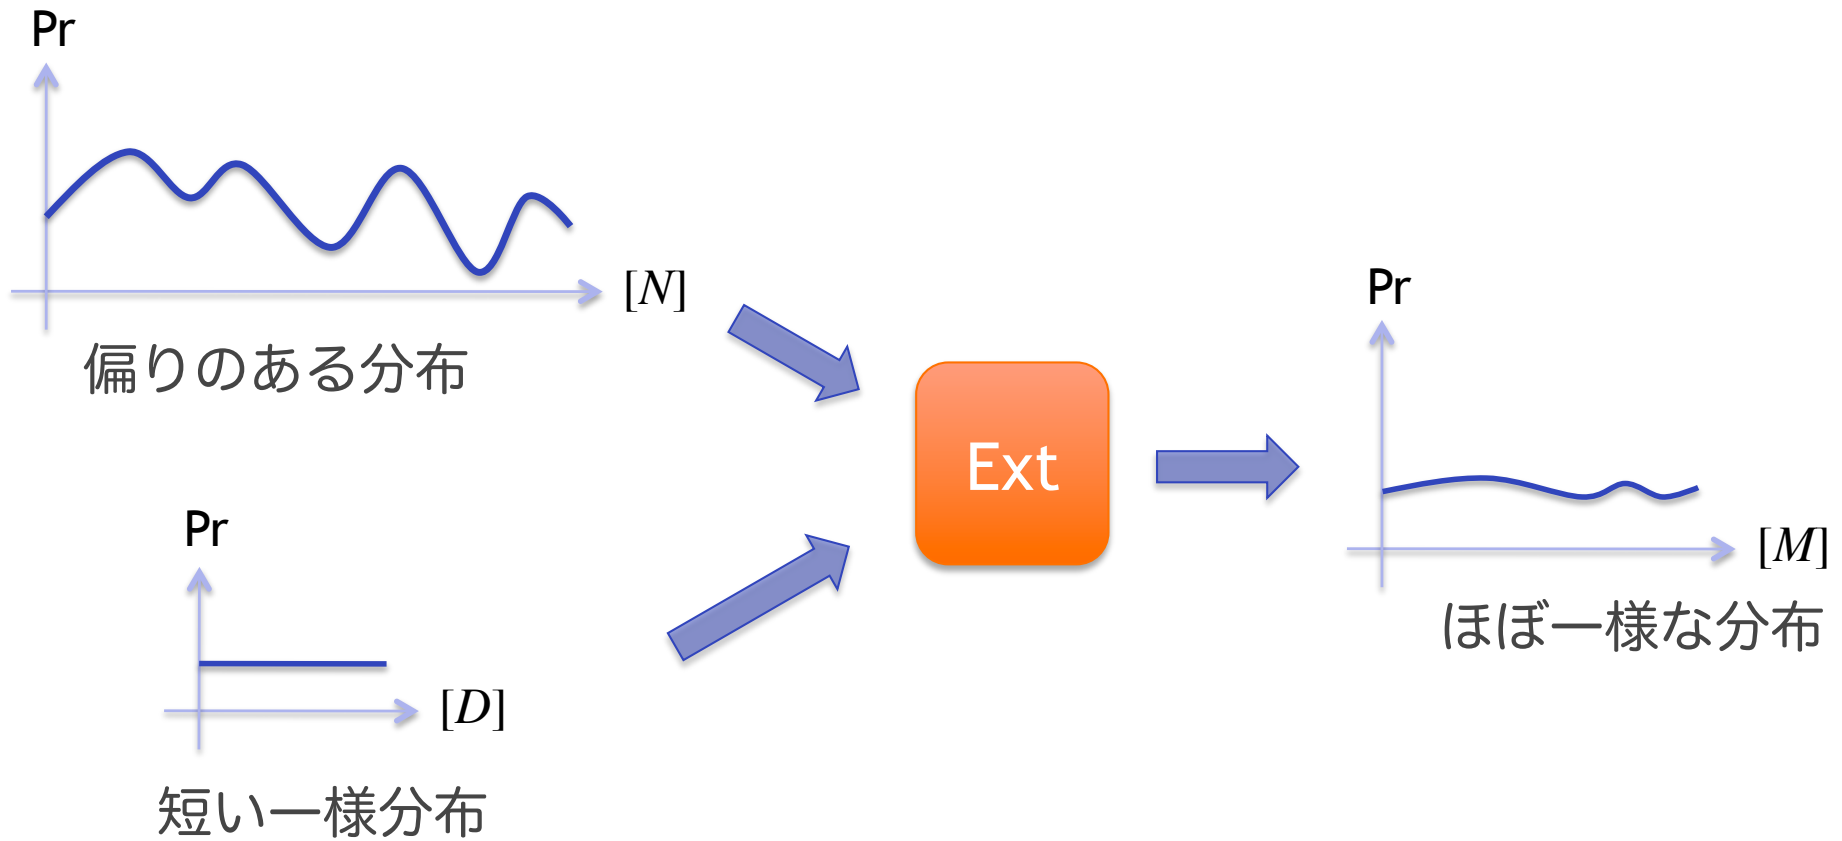 Pr
[N]
偏りのある分布
Pr
[D]
短い一様分布
Ext
Pr
[M]
ほぼ一様な分布